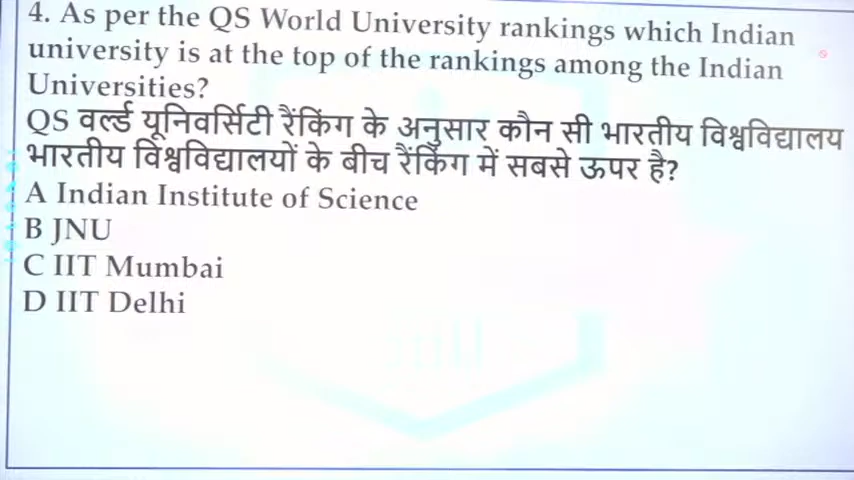 4. As per the QS World University rankings which Indian
university is at the top of the rankings among the Indian
Universities?
QS वर्ल्ड यूनिवर्सिटी रैंकिंग के अनुसार कौन सी भारतीय विश्वविद्यालय
भारतीय विश्वविद्यालयों के बीच रैंकिंग में सबसे ऊपर है?
A Indian Institute of Science
B JNU
C IIT Mumbai
D IIT Delhi